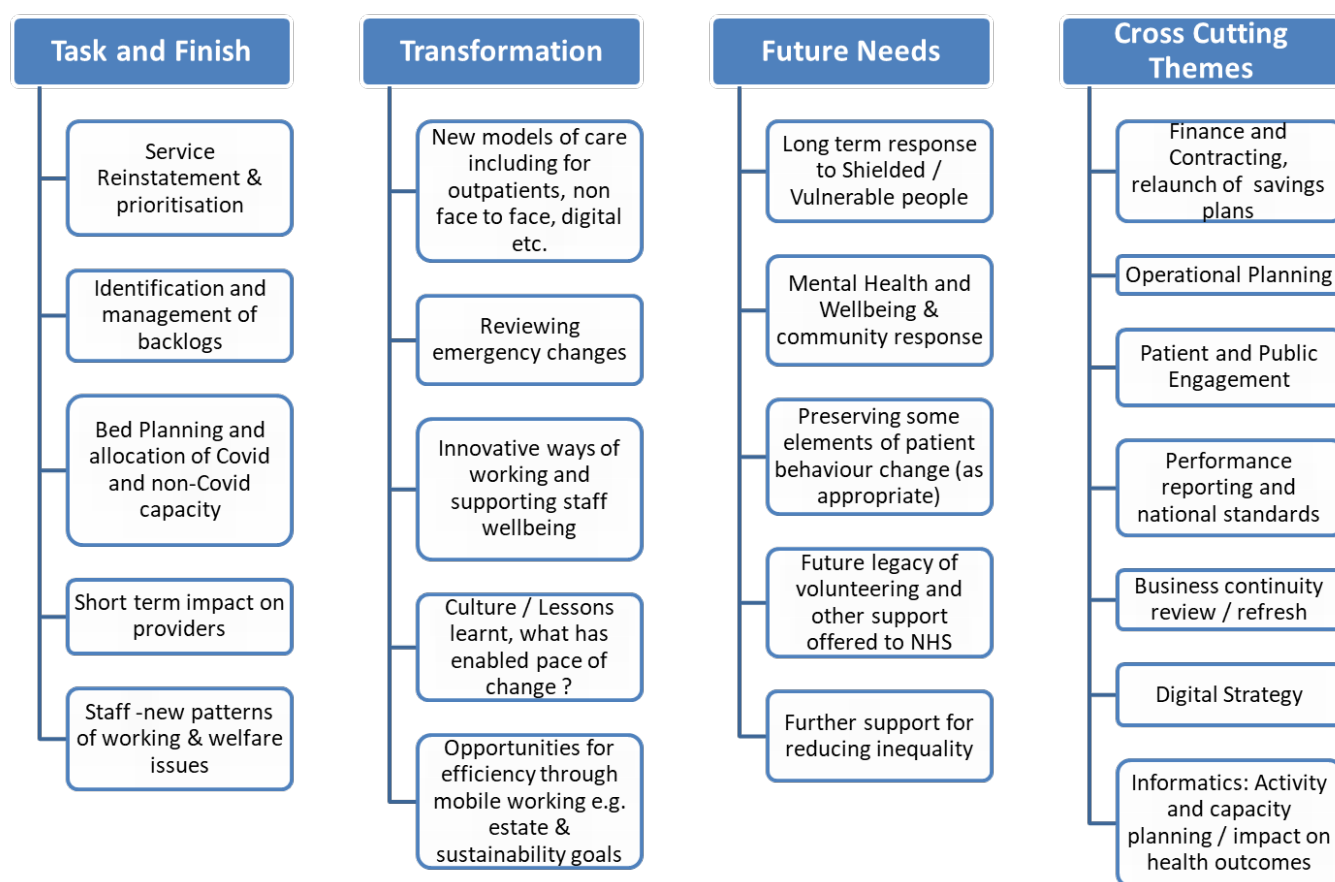 Task and Finish
Service
Reinstatement &
prioritisation
Identification and
management of
backlogs
Bed Planning and
allocation of Covid
and non-Covid
capacity
Short term impact on
providers
Staff -new patterns
of working & welfare
issues
Transformation
New models of care
including for
outpatients, non
face to face, digital
etc.
Reviewing
emergency changes
Innovative ways of
working and
supporting staff
wellbeing
Culture / Lessons
learnt, what has
enabled pace of
change ?
Opportunities for
efficiency through
mobile working e.g.
estate &
sustainability goals
Future Needs
Long term response
to Shielded /
Vulnerable people
Mental Health and
Wellbeing &
community response
Preserving some
elements of patient
behaviour change (as
appropriate)
Future legacy of
volunteering and
other support
offered to NHS
Further support for
reducing inequality
Cross Cutting
Themes
Finance and
Contracting,
relaunch of savings
plans
Operational Planning
Patient and Public
Engagement
Performance
reporting and
national standards
Business continuity
review / refresh
Digital Strategy
Informatics: Activity
and capacity
planning / impact on
health outcomes